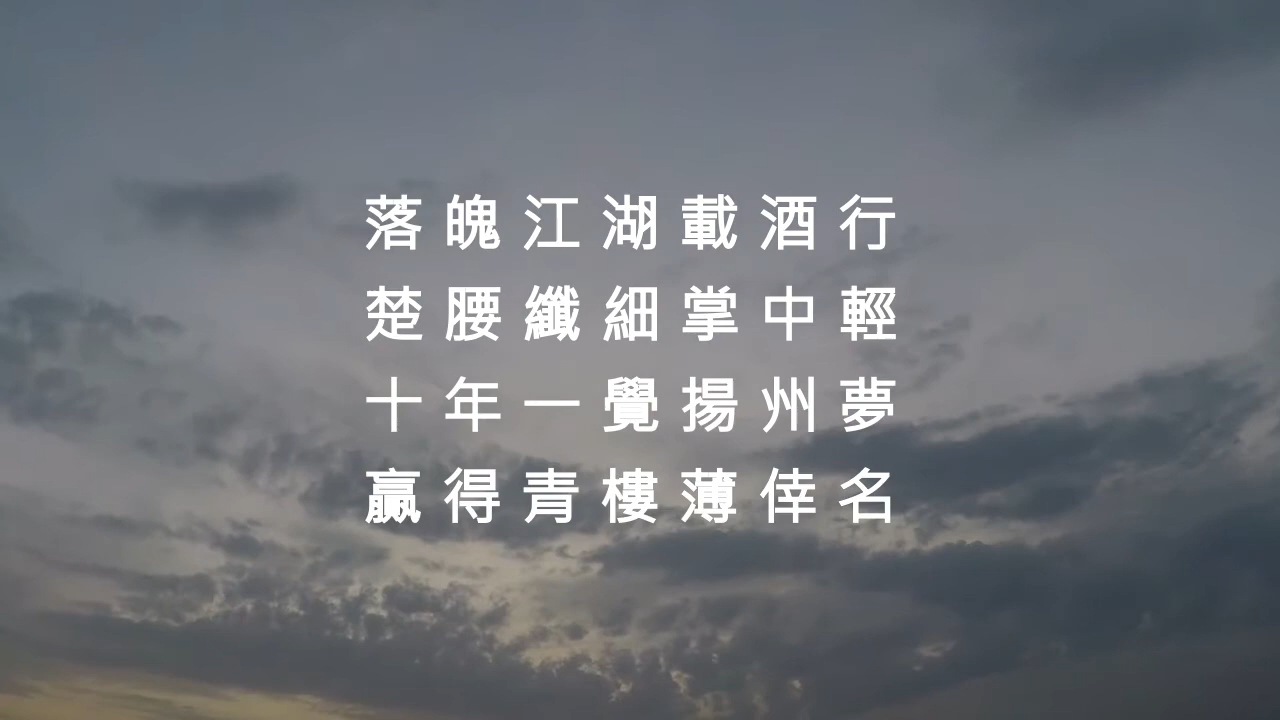 落魄江湖載酒行
楚腰纖細掌中輕
十年一覺揚州夢
贏得青樓薄倖名